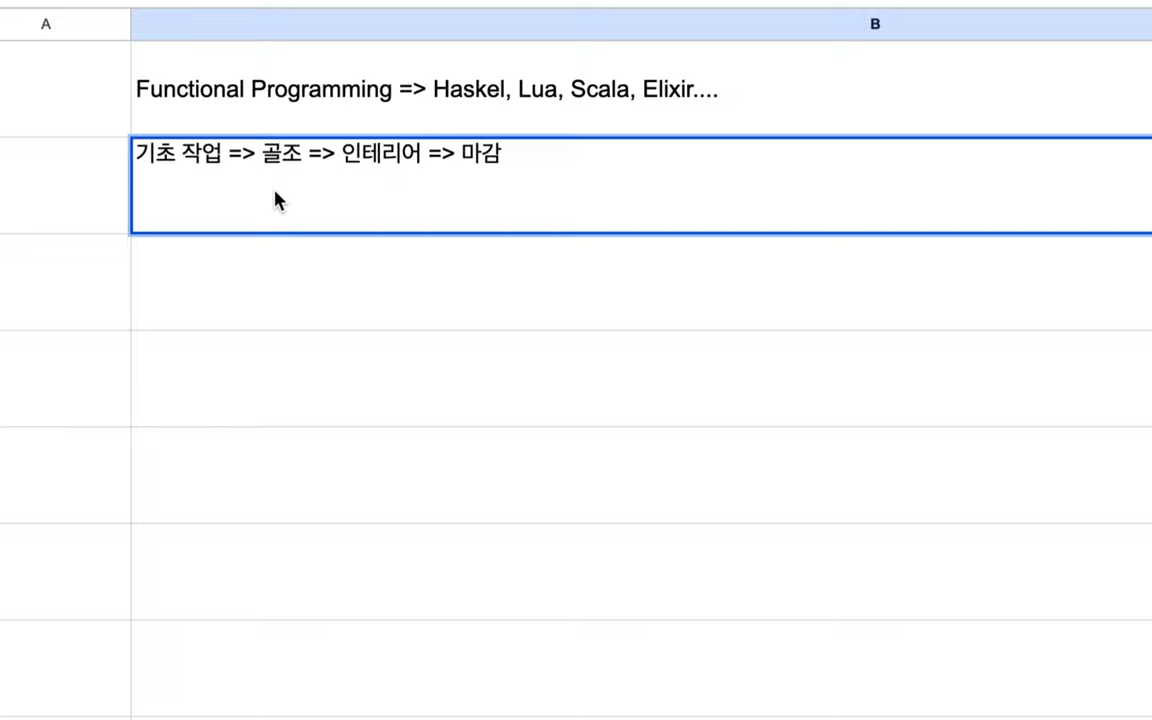 A B
Functional Programming => Haskel, Lua, Scala, Elixir....
기초 작업 => 골조 => 인테리어 => 마감